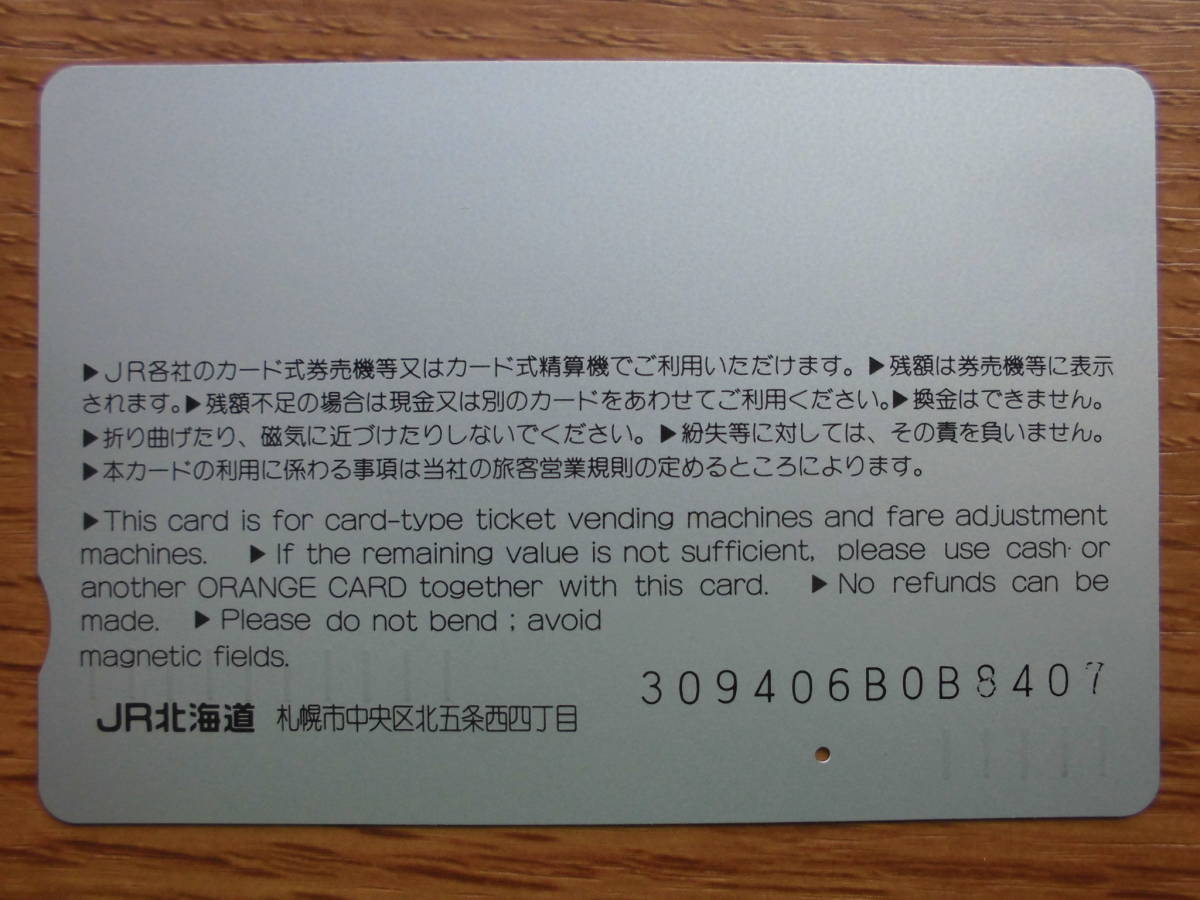 ▶JR各社のカード式券売機等又はカード式精算機でご利用いただけます。▶残額は券売機等に表示
されます。▶残額不足の場合は現金又は別のカードをあわせてご利用ください。▶換金はできません。
▶折り曲げたり、磁気に近づけたりしないでください。▶紛失等に対しては、その責を負いません。
▶本カードの利用に係わる事項は当社の旅客営業規則の定めるところによります。
▶This card is for card-type ticket vending machines and fare adjustment
machines. ▶If the remaining value is not sufficient, please use cash or
another ORANGE CARD together with this card. ▶No refunds can be
made. ▶Please do not bend ; avoid
magnetic fields.
309406B0B8407
JR北海道 札幌市中央区北五条西四丁目